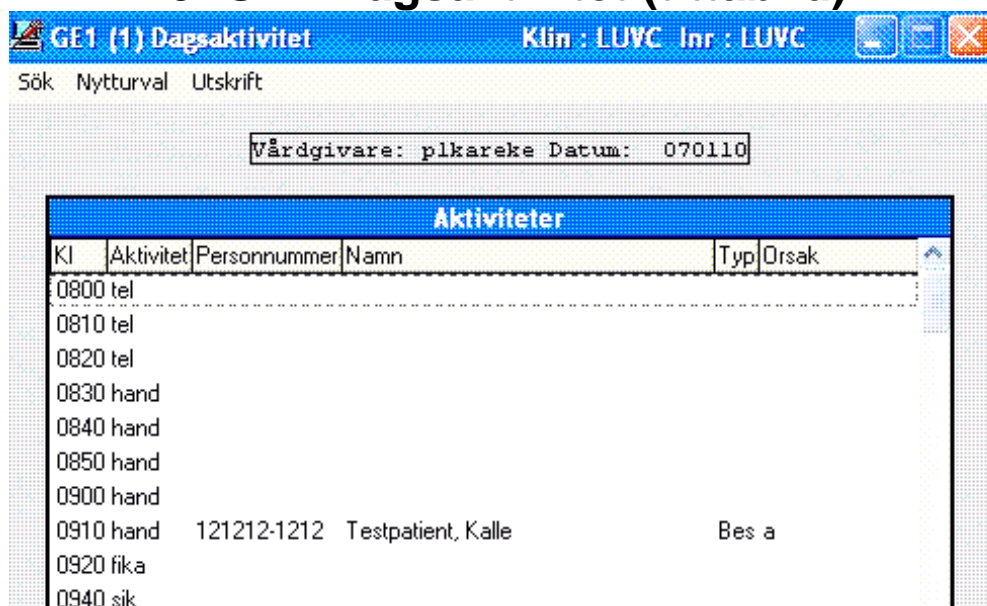 GE1 (1) Dagsaktivitet Klin : LUVC Inr : LUVC
Sök Nytturval Utskrift
Vårdgivare: plkareke Datum: 070110
Aktiviteter
Kl Aktivitet Personnummer Namn Typ Orsak
0800 tel
0810 tel
0820 tel
0830 hand
0840 hand
0850 hand
0900 hand
0910 hand 121212-1212 Testpatient, Kalle Bes a
0920 fika
0940 sik